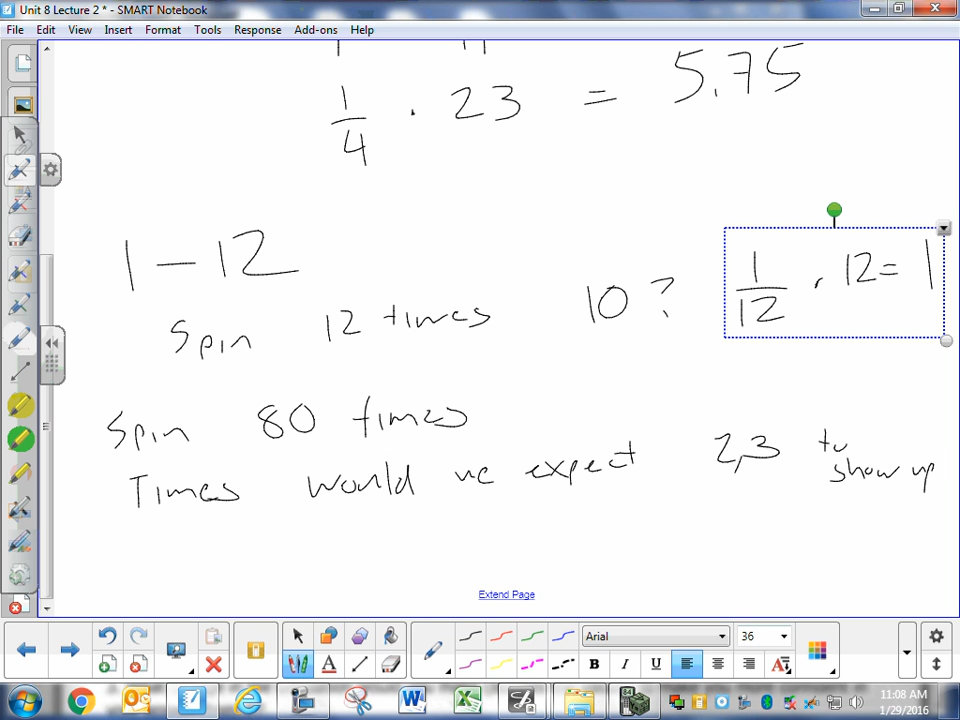 Unit 8 Lecture 2 * - SMART Notebook
File Edit View Insert Format Tools Response Add-ons Help
1/4 · 23 = 5.75
1 - 12
Spin 12 times 10 ? 1/12 · 12 = 1
Spin 80 times
Times would we expect 2,3 to show up
Extend Page
Arial 36
B I U
11:08 AM
1/29/2016